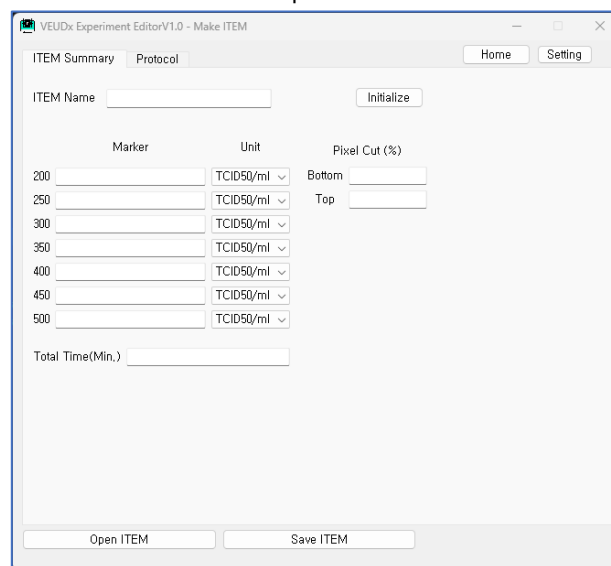 VEUDx Experiment EditorV1.0 - Make ITEM
ITEM Summary Protocol Home Setting
ITEM Name Initialize
Marker Unit Pixel Cut (%)
200 TCID50/ml Bottom
250 TCID50/ml Top
300 TCID50/ml
350 TCID50/ml
400 TCID50/ml
450 TCID50/ml
500 TCID50/ml
Total Time(Min,)
Open ITEM Save ITEM